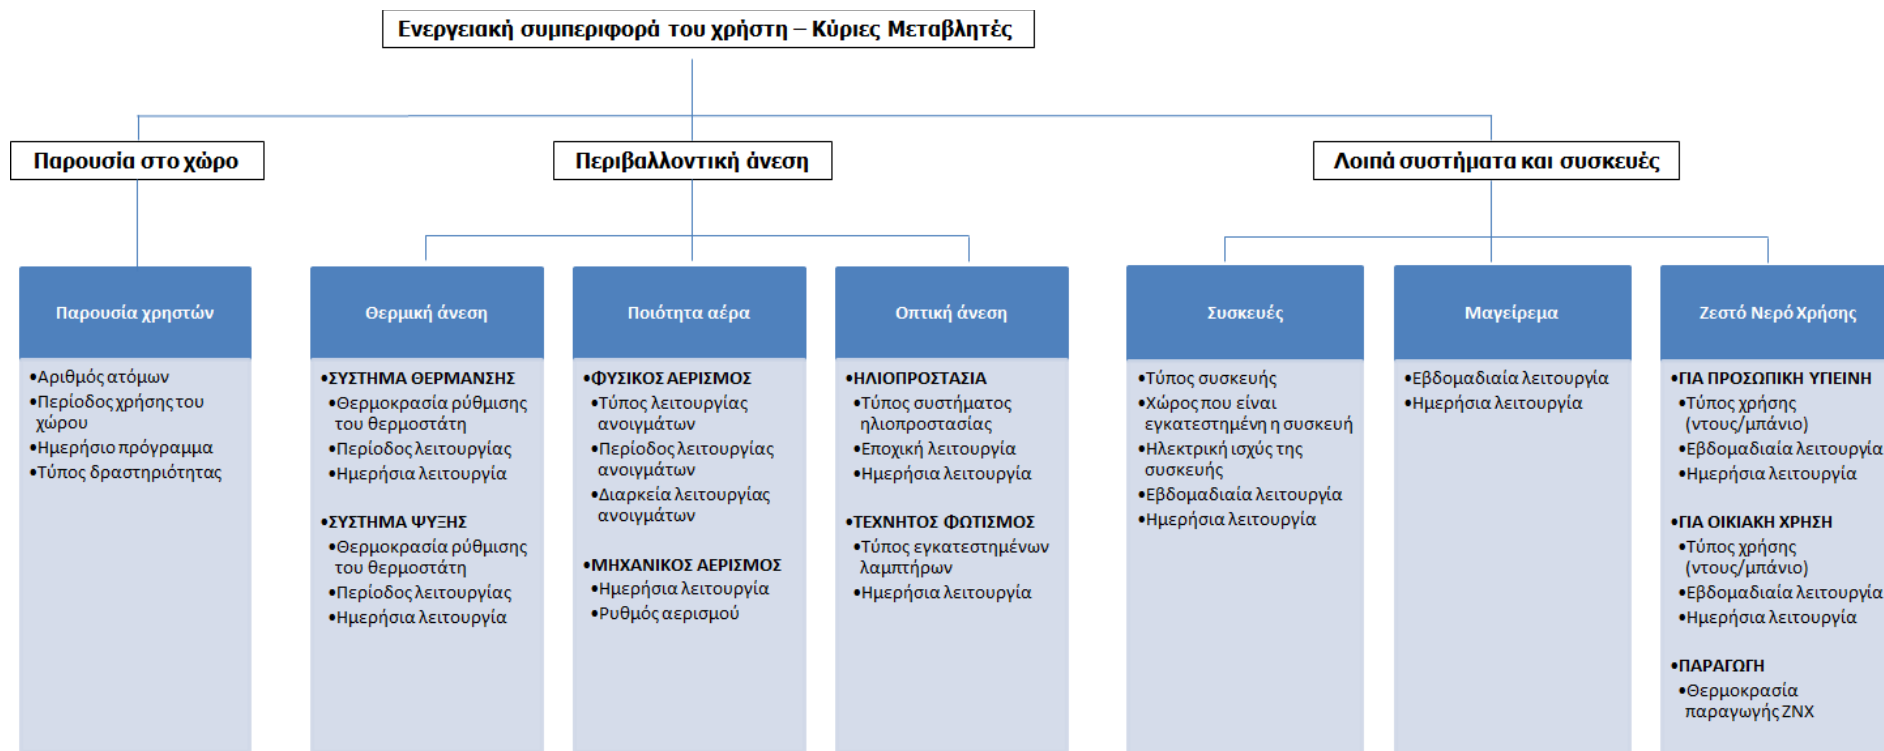 Ενεργειακή συμπεριφορά του χρήστη – Κύριες Μεταβλητές
Παρουσία στο χώρο
Περιβαλλοντική άνεση
Λοιπά συστήματα και συσκευές
Παρουσία χρηστών
•Αριθμός ατόμων
•Περίοδος χρήσης του
χώρου
•Ημερήσιο πρόγραμμα
•Τύπος δραστηριότητας
Θερμική άνεση
•ΣΥΣΤΗΜΑ ΘΕΡΜΑΝΣΗΣ
•Θερμοκρασία ρύθμισης
του θερμοστάτη
•Περίοδος λειτουργίας
•Ημερήσια λειτουργία
•ΣΥΣΤΗΜΑ ΨΥΞΗΣ
•Θερμοκρασία ρύθμισης
του θερμοστάτη
•Περίοδος λειτουργίας
•Ημερήσια λειτουργία
Ποιότητα αέρα
•ΦΥΣΙΚΟΣ ΑΕΡΙΣΜΟΣ
•Τύπος λειτουργίας
ανοιγμάτων
•Περίοδος λειτουργίας
ανοιγμάτων
•Διαρκεία λειτουργίας
ανοιγμάτων
•ΜΗΧΑΝΙΚΟΣ ΑΕΡΙΣΜΟΣ
•Ημερήσια λειτουργία
•Ρυθμός αερισμού
Οπτική άνεση
•ΗΛΙΟΠΡΟΣΤΑΣΙΑ
•Τύπος συστήματος
ηλιοπροστασίας
•Εποχική λειτουργία
•Ημερήσια λειτουργία
•ΤΕΧΝΗΤΟΣ ΦΩΤΙΣΜΟΣ
•Τύπος εγκατεστημένων
λαμπτήρων
•Ημερήσια λειτουργία
Συσκευές
•Τύπος συσκευής
•Χώρος που είναι
εγκατεστημένη η συσκευή
•Ηλεκτρική ισχύς της
συσκευής
•Εβδομαδιαία λειτουργία
•Ημερήσια λειτουργία
Μαγείρεμα
•Εβδομαδιαία λειτουργία
•Ημερήσια λειτουργία
Ζεστό Νερό Χρήσης
•ΓΙΑ ΠΡΟΣΩΠΙΚΗ ΥΓΙΕΙΝΗ
•Τύπος χρήσης
(ντους/μπάνιο)
•Εβδομαδιαία λειτουργία
•Ημερήσια λειτουργία
•ΓΙΑ ΟΙΚΙΑΚΗ ΧΡΗΣΗ
•Τύπος χρήσης
(ντους/μπάνιο)
•Εβδομαδιαία λειτουργία
•Ημερήσια λειτουργία
•ΠΑΡΑΓΩΓΗ
•Θερμοκρασία
παραγωγής ΖΝΧ